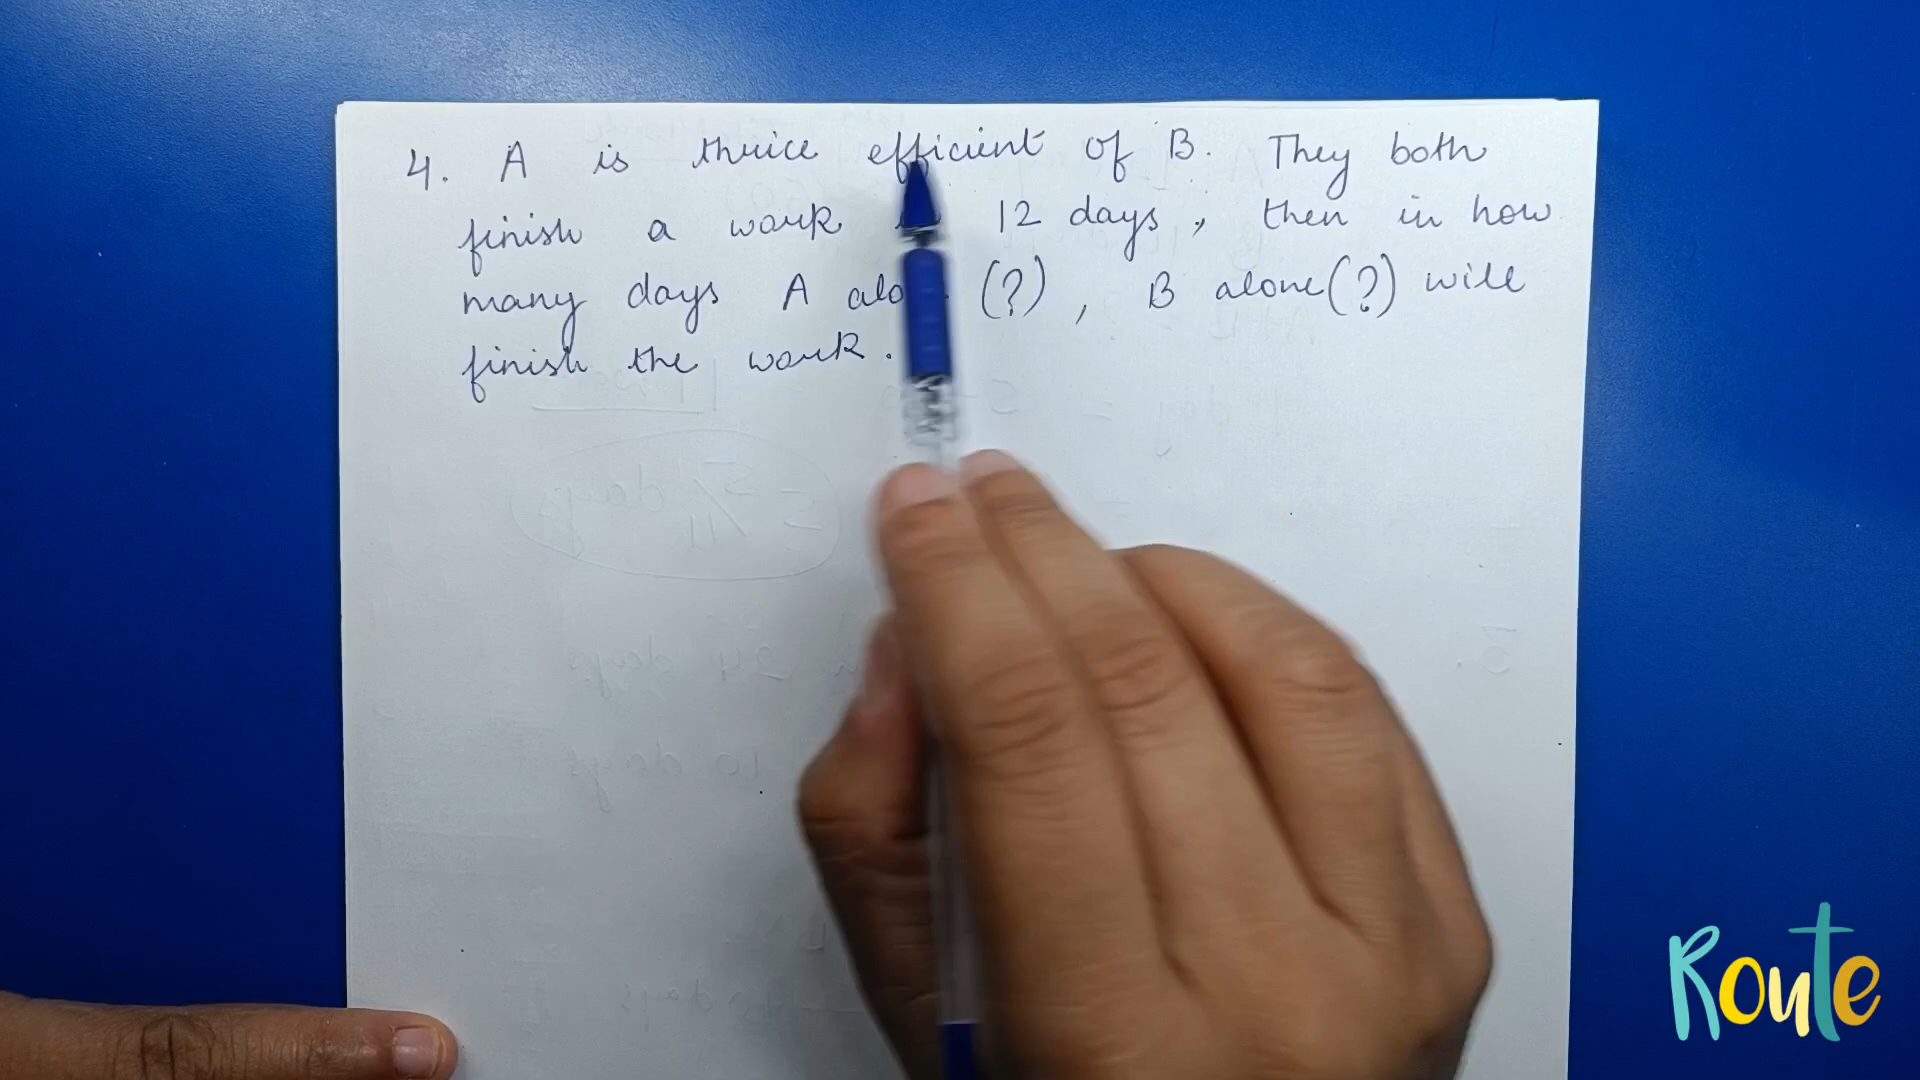 4. A is thrice efficient of B. They both
finish a work 12 days, then in how
many days A (?), B alone(?) will
finish the work.
Route